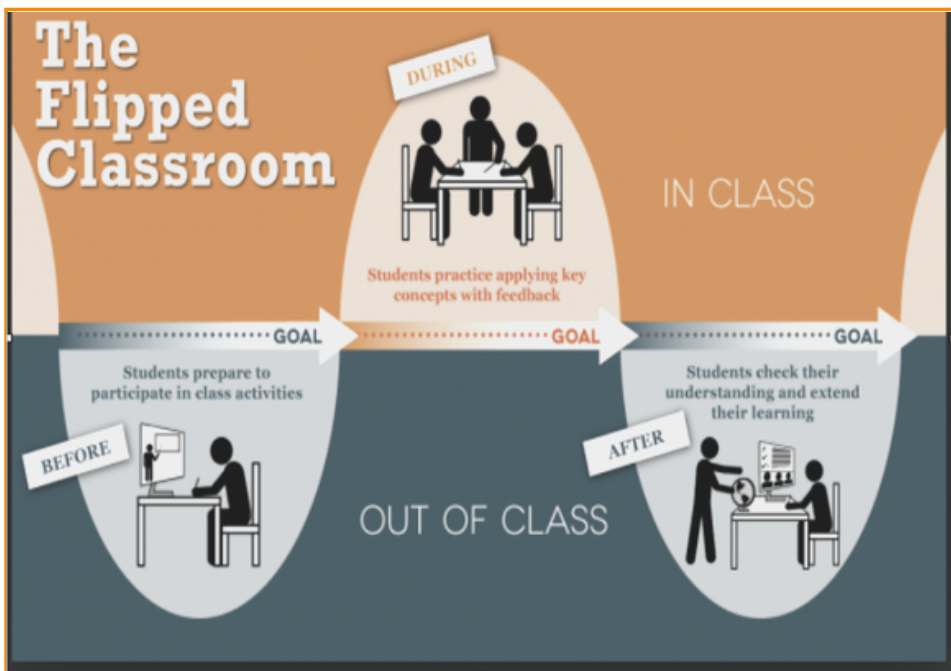 The
Flipped
Classroom
DURING
IN CLASS
Students practice applying key
concepts with feedback
GOAL
GOAL
GOAL
Students prepare to
participate in class activities
BEFORE
OUT OF CLASS
Students check their
understanding and extend
their learning
AFTER